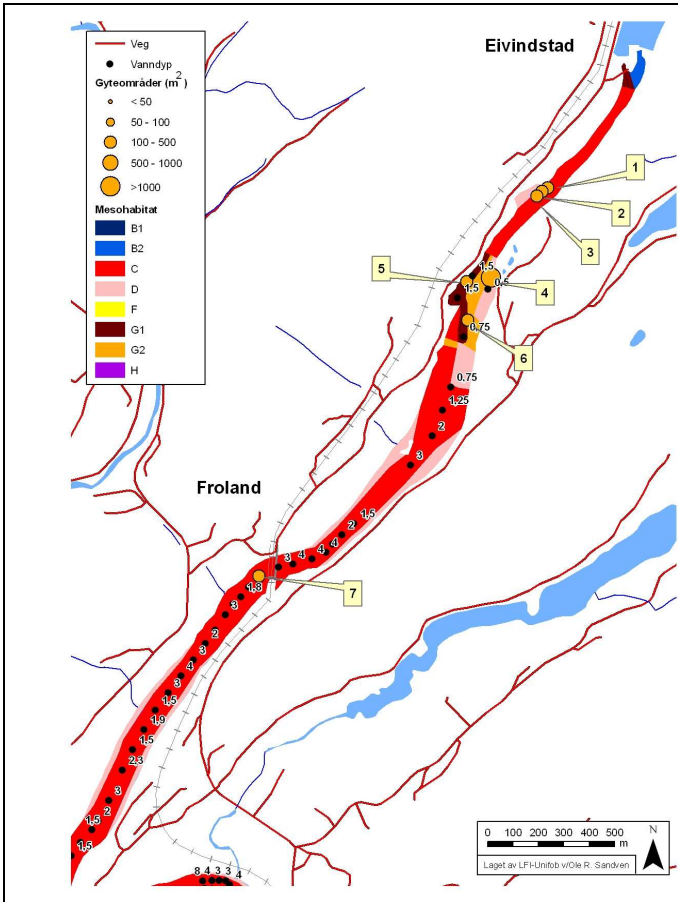 Veg
Vanndyp
Gyteområder (m2)
< 50
50 - 100
100 - 500
500 - 1000
>1000
Mesohabitat
B1
B2
C
D
F
G1
G2
H
Eivindstad
1
2
3
5
1,5
1,5
0,5
4
0,75
6
0,75
1,25
2
3
Froland
1,5
2
4
4
4
3
7
1,8
3
2
3
4
3
1,5
1,9
1,5
2,3
3
2
1,5
1,5
8 4 3 3 4
0 100 200 300 400 500
m
N
Laget av LFI-Unifob v/Ole R. Sandven